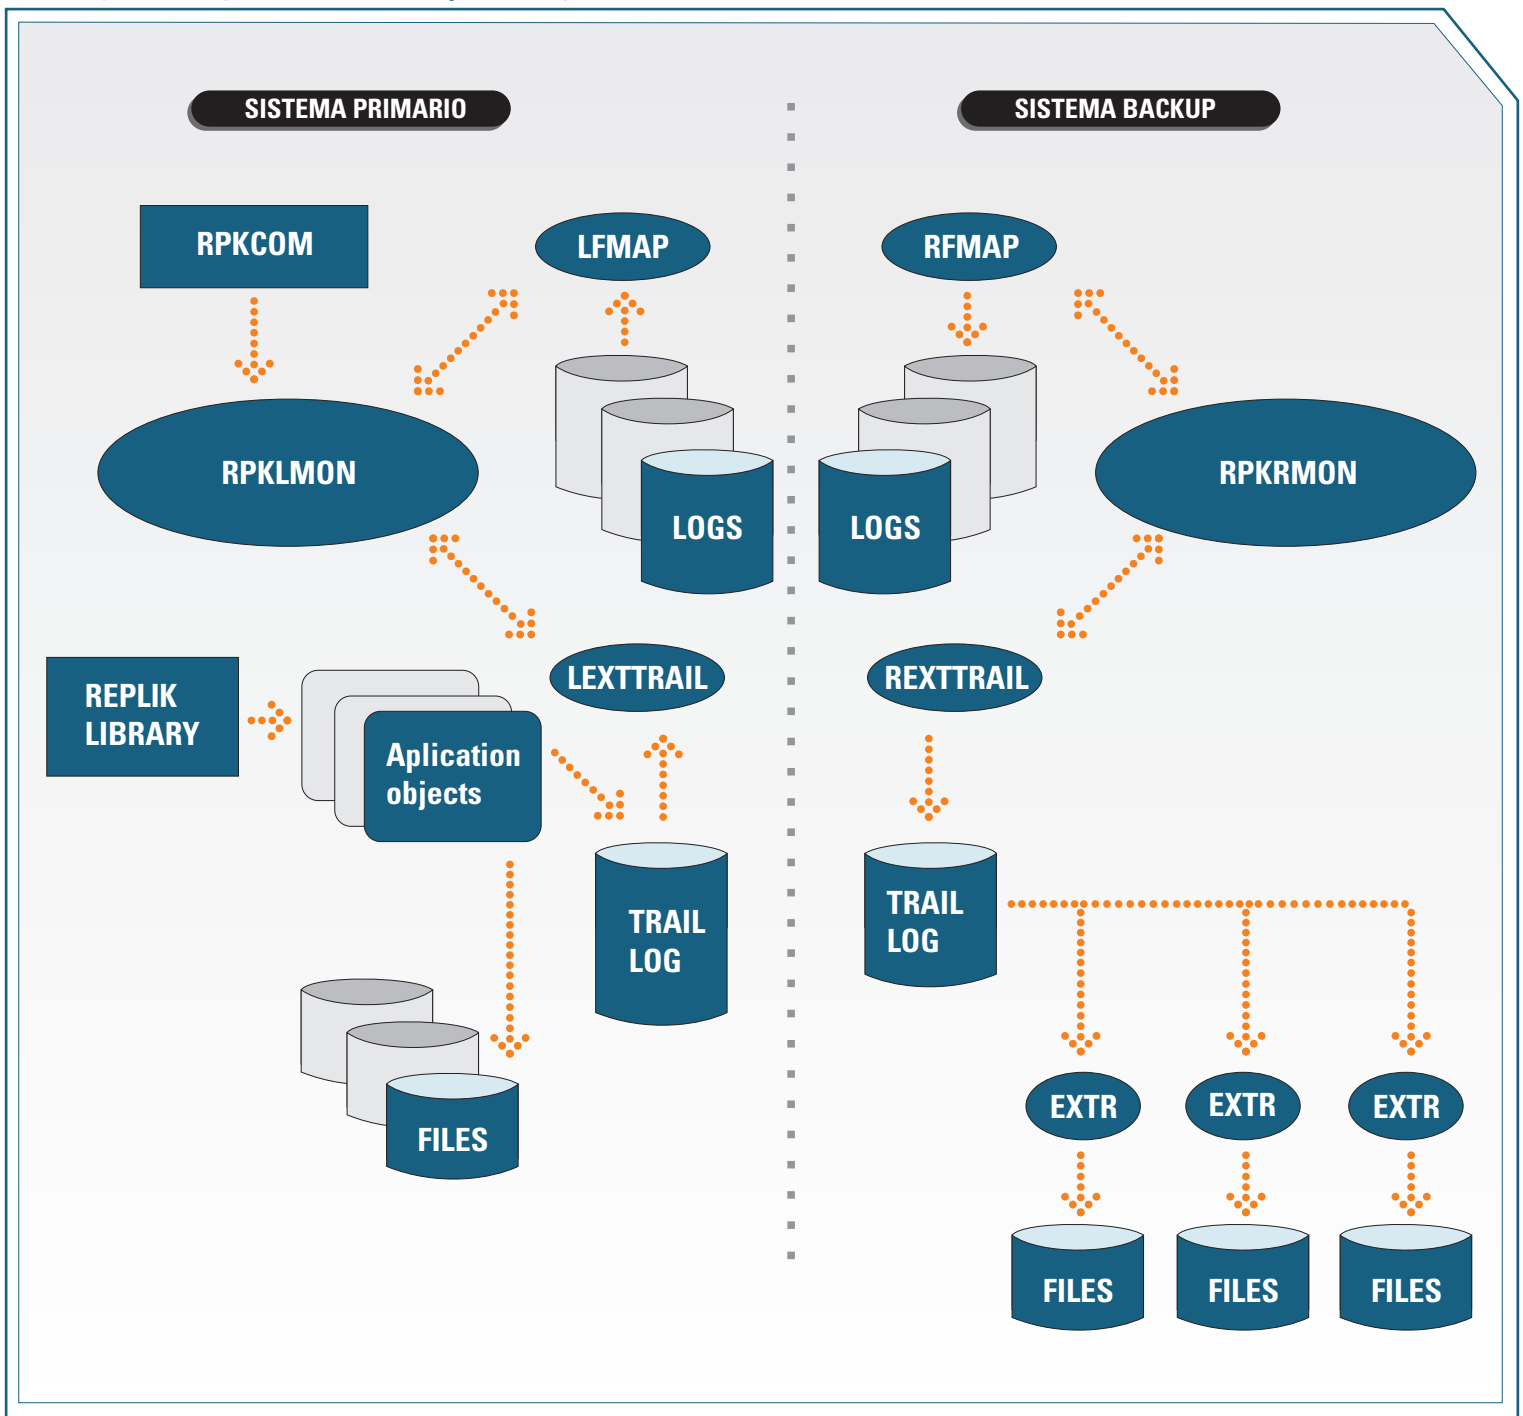 SISTEMA PRIMARIO
SISTEMA BACKUP
RPKCOM
LFMAP
RFMAP
RPKLMON
LOGS
LOGS
RPKRMON
REPLIK
LIBRARY
Aplication
objects
LEXTTRAIL
REXTTRAIL
TRAIL
LOG
TRAIL
LOG
FILES
EXTR
EXTR
EXTR
FILES
FILES
FILES